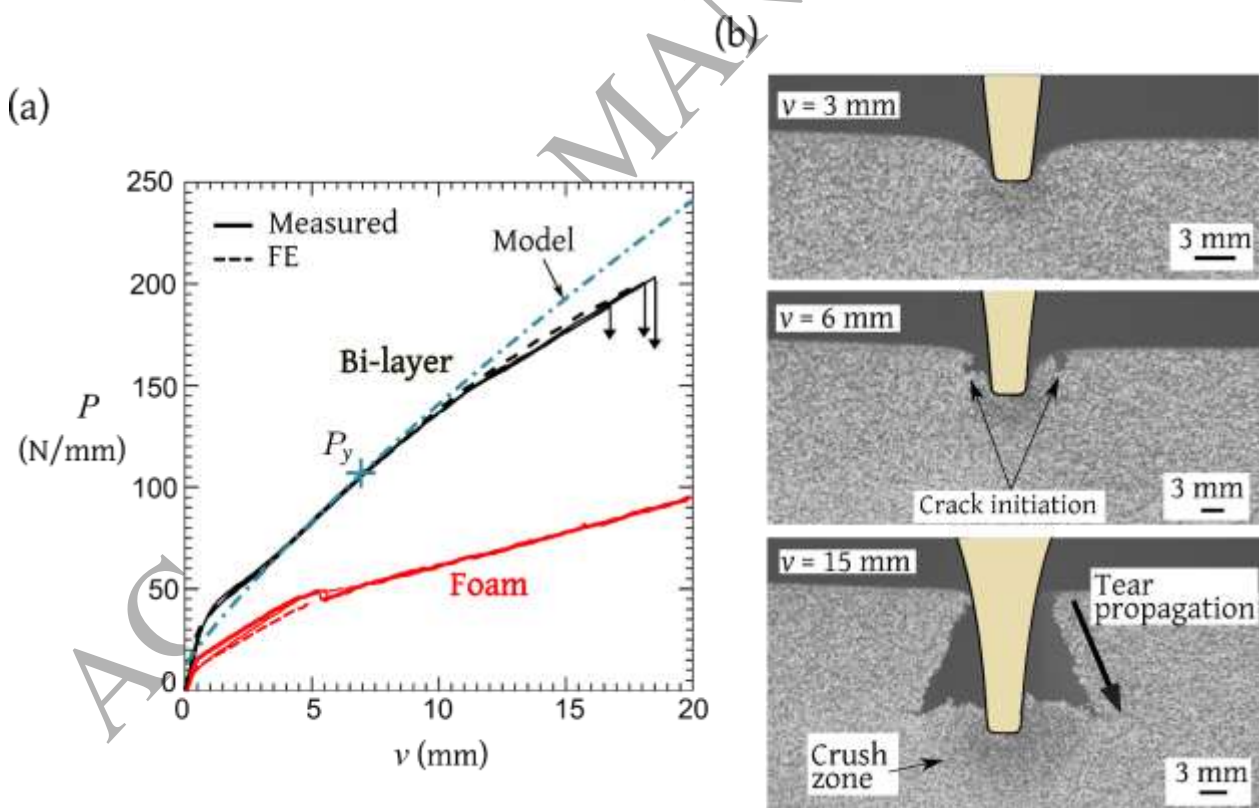 (a)
250
200
150
100
50
0
P
(N/mm)
Measured
FE
Model
Bi-layer
P_y
Foam
0
5
10
15
20
v (mm)
(b)
v = 3 mm
3 mm
v = 6 mm
3 mm
Crack initiation
v = 15 mm
Tear
propagation
Crush
zone
3 mm
AC
MAN